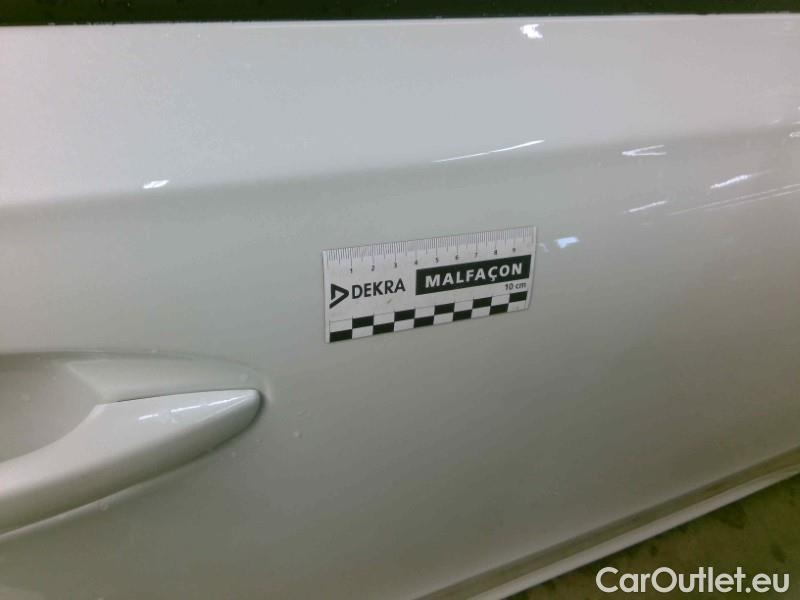 1 2 3 4 5 6 7 8 9
DEKRA MALFAÇON
10 cm
CarOutlet.eu